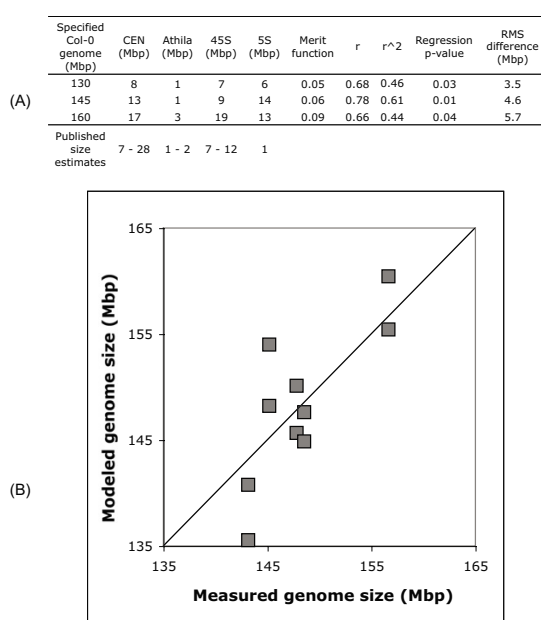 Specified Col-0 genome (Mbp) CEN (Mbp) Athila (Mbp) 45S (Mbp) 5S (Mbp) Merit function r r^2 Regression p-value RMS difference (Mbp)
(A)
130 8 1 7 6 0.05 0.68 0.46 0.03 3.5
145 13 1 9 14 0.06 0.78 0.61 0.01 4.6
160 17 3 19 13 0.09 0.66 0.44 0.04 5.7
Published size estimates 7 - 28 1 - 2 7 - 12 1
(B)
Modeled genome size (Mbp)
165
155
145
135
135 145 155 165
Measured genome size (Mbp)